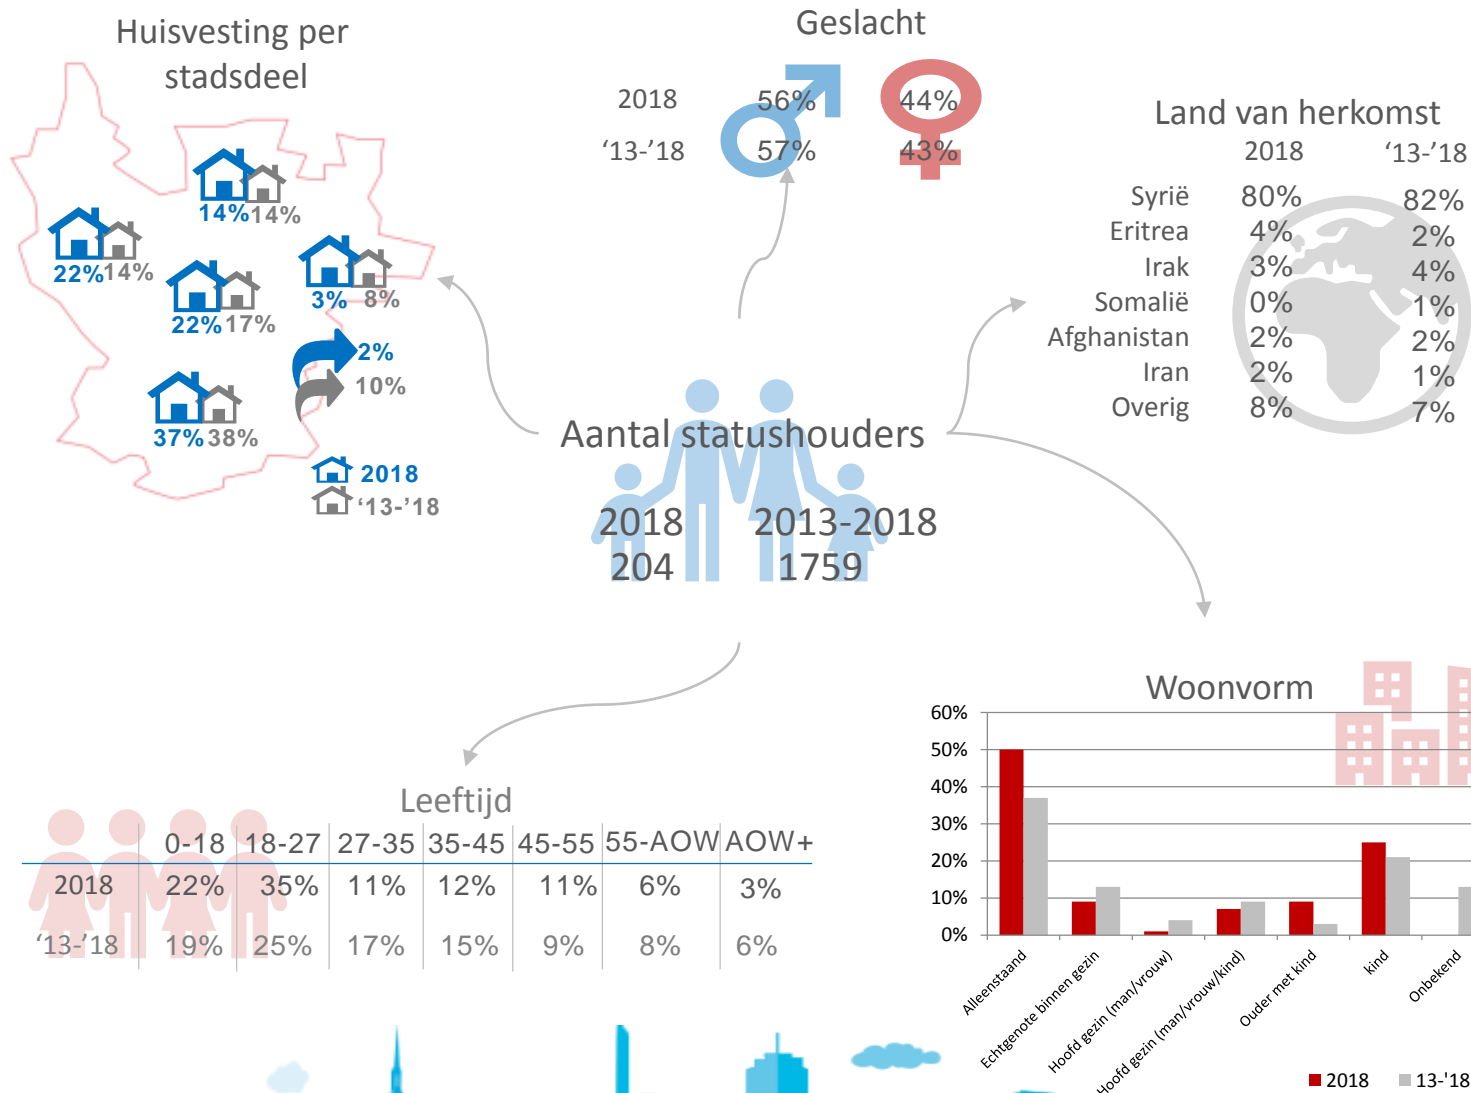 Huisvesting per
stadsdeel
14% 14%
22% 14%
3% 8%
22% 17%
2%
10%
37% 38%
2018
‘13-’18
Geslacht
2018 56% 44%
‘13-’18 57% 43%
Land van herkomst
2018 ‘13-’18
Syrië 80% 82%
Eritrea 4% 2%
Irak 3% 4%
Somalië 0% 1%
Afghanistan 2% 2%
Iran 2% 1%
Overig 8% 7%
Aantal statushouders
2018 2013-2018
204 1759
Leeftijd
0-18 18-27 27-35 35-45 45-55 55-AOW AOW+
2018 22% 35% 11% 12% 11% 6% 3%
‘13-’18 19% 25% 17% 15% 9% 8% 6%
Woonvorm
60%
50%
40%
30%
20%
10%
0%
Alleenstaand
Echtgenote binnen gezin
Hoofd gezin (man/vrouw)
Hoofd gezin (man/vrouw/kind)
Ouder met kind
kind
Onbekend
2018 13-'18